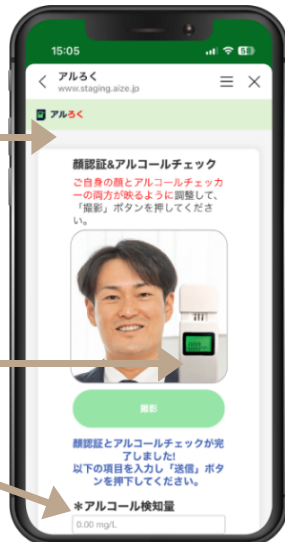 15:05
アルろく
www.staging.aize.jp
アルろく
顔認証&アルコールチェック
ご自身の顔とアルコールチェッカ
ーの両方が映るように調整して、
「撮影」ボタンを押してくださ
い。
撮影
顔認証とアルコールチェックが完
了しました!
以下の項目を入力し「送信」ボタ
ンを押下してください。
*アルコール検知量
0.00 mg/L